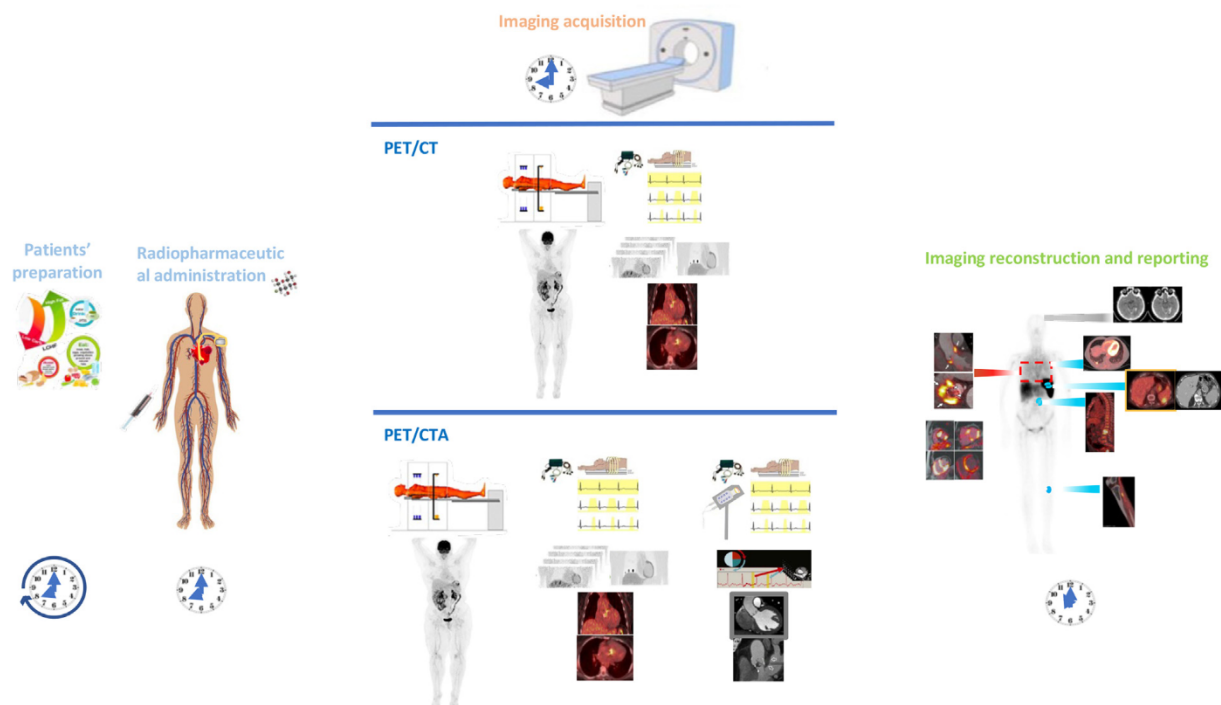 Imaging acquisition
PET/CT
Patients’
preparation
Radiopharmaceutic
al administration
Imaging reconstruction and reporting
PET/CTA